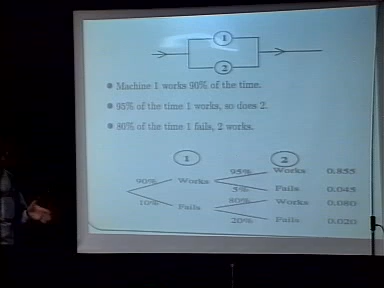 1
2
Machine 1 works 90% of the time.
95% of the time 1 works, so does 2.
80% of the time 1 fails, 2 works.
1 2
90% Works 95% Works 0.855
5% Fails 0.045
10% Fails 80% Works 0.080
20% Fails 0.020